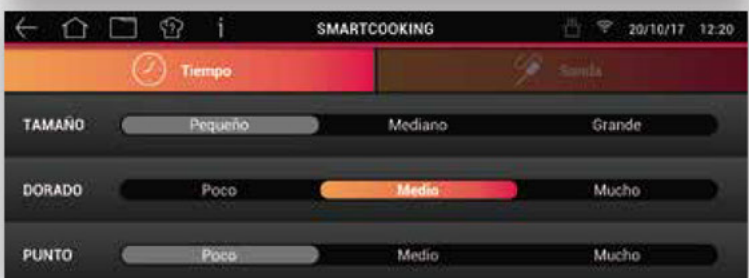 i SMARTCOOKING 20/10/17 12:20
Tiempo Sonda
TAMAÑO Pequeño Mediano Grande
DORADO Poco Medio Mucho
PUNTO Poco Medio Mucho